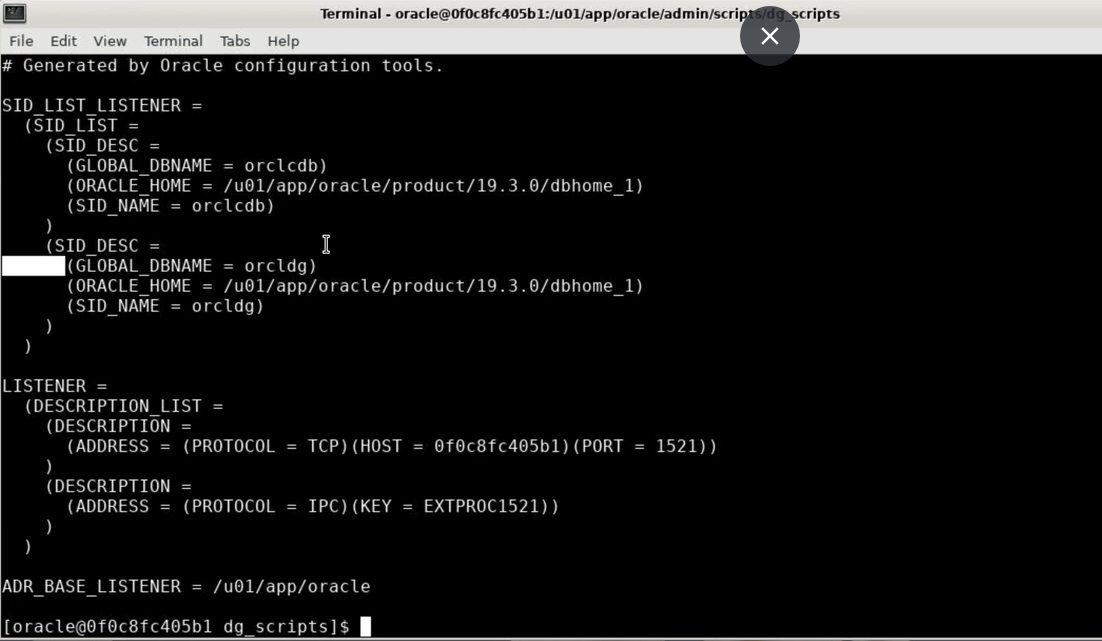 Terminal - oracle@0f0c8fc405b1:/u01/app/oracle/admin/scripts/dg_scripts
File Edit View Terminal Tabs Help
# Generated by Oracle configuration tools.
SID_LIST_LISTENER =
  (SID_LIST =
    (SID_DESC =
      (GLOBAL_DBNAME = orclcdb)
      (ORACLE_HOME = /u01/app/oracle/product/19.3.0/dbhome_1)
      (SID_NAME = orclcdb)
    )
    (SID_DESC =
      (GLOBAL_DBNAME = orcldg)
      (ORACLE_HOME = /u01/app/oracle/product/19.3.0/dbhome_1)
      (SID_NAME = orcldg)
    )
  )
LISTENER =
  (DESCRIPTION_LIST =
    (DESCRIPTION =
      (ADDRESS = (PROTOCOL = TCP)(HOST = 0f0c8fc405b1)(PORT = 1521))
    )
    (DESCRIPTION =
      (ADDRESS = (PROTOCOL = IPC)(KEY = EXTPROC1521))
    )
  )
ADR_BASE_LISTENER = /u01/app/oracle
[oracle@0f0c8fc405b1 dg_scripts]$